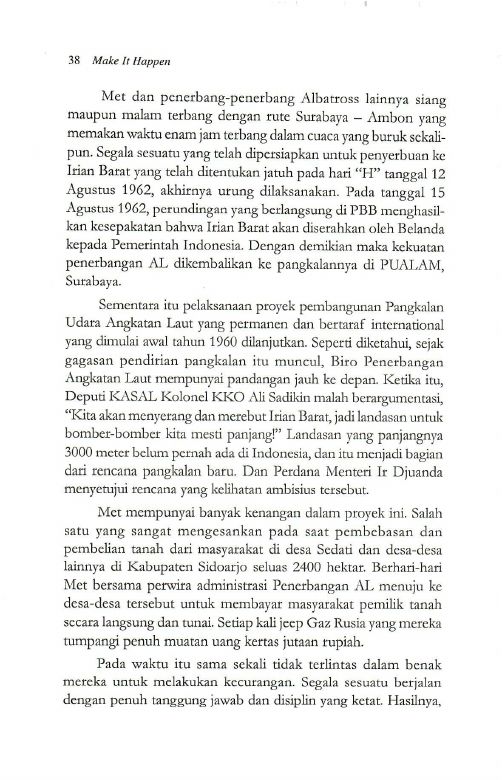 38 Make It Happen
Met dan penerbang-penerbang Albatross lainnya siang
maupun malam terbang dengan rute Surabaya – Ambon yang
memakan waktu enam jam terbang dalam cuaca yang buruk sekali-
pun. Segala sesuatu yang telah dipersiapkan untuk penyerbuan ke
Irian Barat yang telah ditentukan jatuh pada hari “H” tanggal 12
Agustus 1962, akhirnya urung dilaksanakan. Pada tanggal 15
Agustus 1962, perundingan yang berlangsung di PBB menghasil-
kan kesepakatan bahwa Irian Barat akan diserahkan oleh Belanda
kepada Pemerintah Indonesia. Dengan demikian maka kekuatan
penerbangan AL dikembalikan ke pangkalannya di PUALAM,
Surabaya.
Sementara itu pelaksanaan proyek pembangunan Pangkalan
Udara Angkatan Laut yang permanen dan bertaraf international
yang dimulai awal tahun 1960 dilanjutkan. Seperti diketahui, sejak
gagasan pendirian pangkalan itu muncul, Biro Penerbangan
Angkatan Laut mempunyai pandangan jauh ke depan. Ketika itu,
Deputi KASAL Kolonel KKO Ali Sadikin malah berargumentasi,
“Kita akan menyerang dan merebut Irian Barat, jadi landasan untuk
bomber-bomber kita mesti panjang!” Landasan yang panjangnya
3000 meter belum pernah ada di Indonesia, dan itu menjadi bagian
dari rencana pangkalan baru. Dan Perdana Menteri Ir Djuanda
menyetujui rencana yang kelihatan ambisius tersebut.
Met mempunyai banyak kenangan dalam proyek ini. Salah
satu yang sangat mengesankan pada saat pembebasan dan
pembelian tanah dari masyarakat di desa Sedati dan desa-desa
lainnya di Kabupaten Sidoarjo seluas 2400 hektar. Berhari-hari
Met bersama perwira administrasi Penerbangan AL menuju ke
desa-desa tersebut untuk membayar masyarakat pemilik tanah
secara langsung dan tunai. Setiap kali jeep Gaz Rusia yang mereka
tumpangi penuh muatan uang kertas jutaan rupiah.
Pada waktu itu sama sekali tidak terlintas dalam benak
mereka untuk melakukan kecurangan. Segala sesuatu berjalan
dengan penuh tanggung jawab dan disiplin yang ketat. Hasilnya,